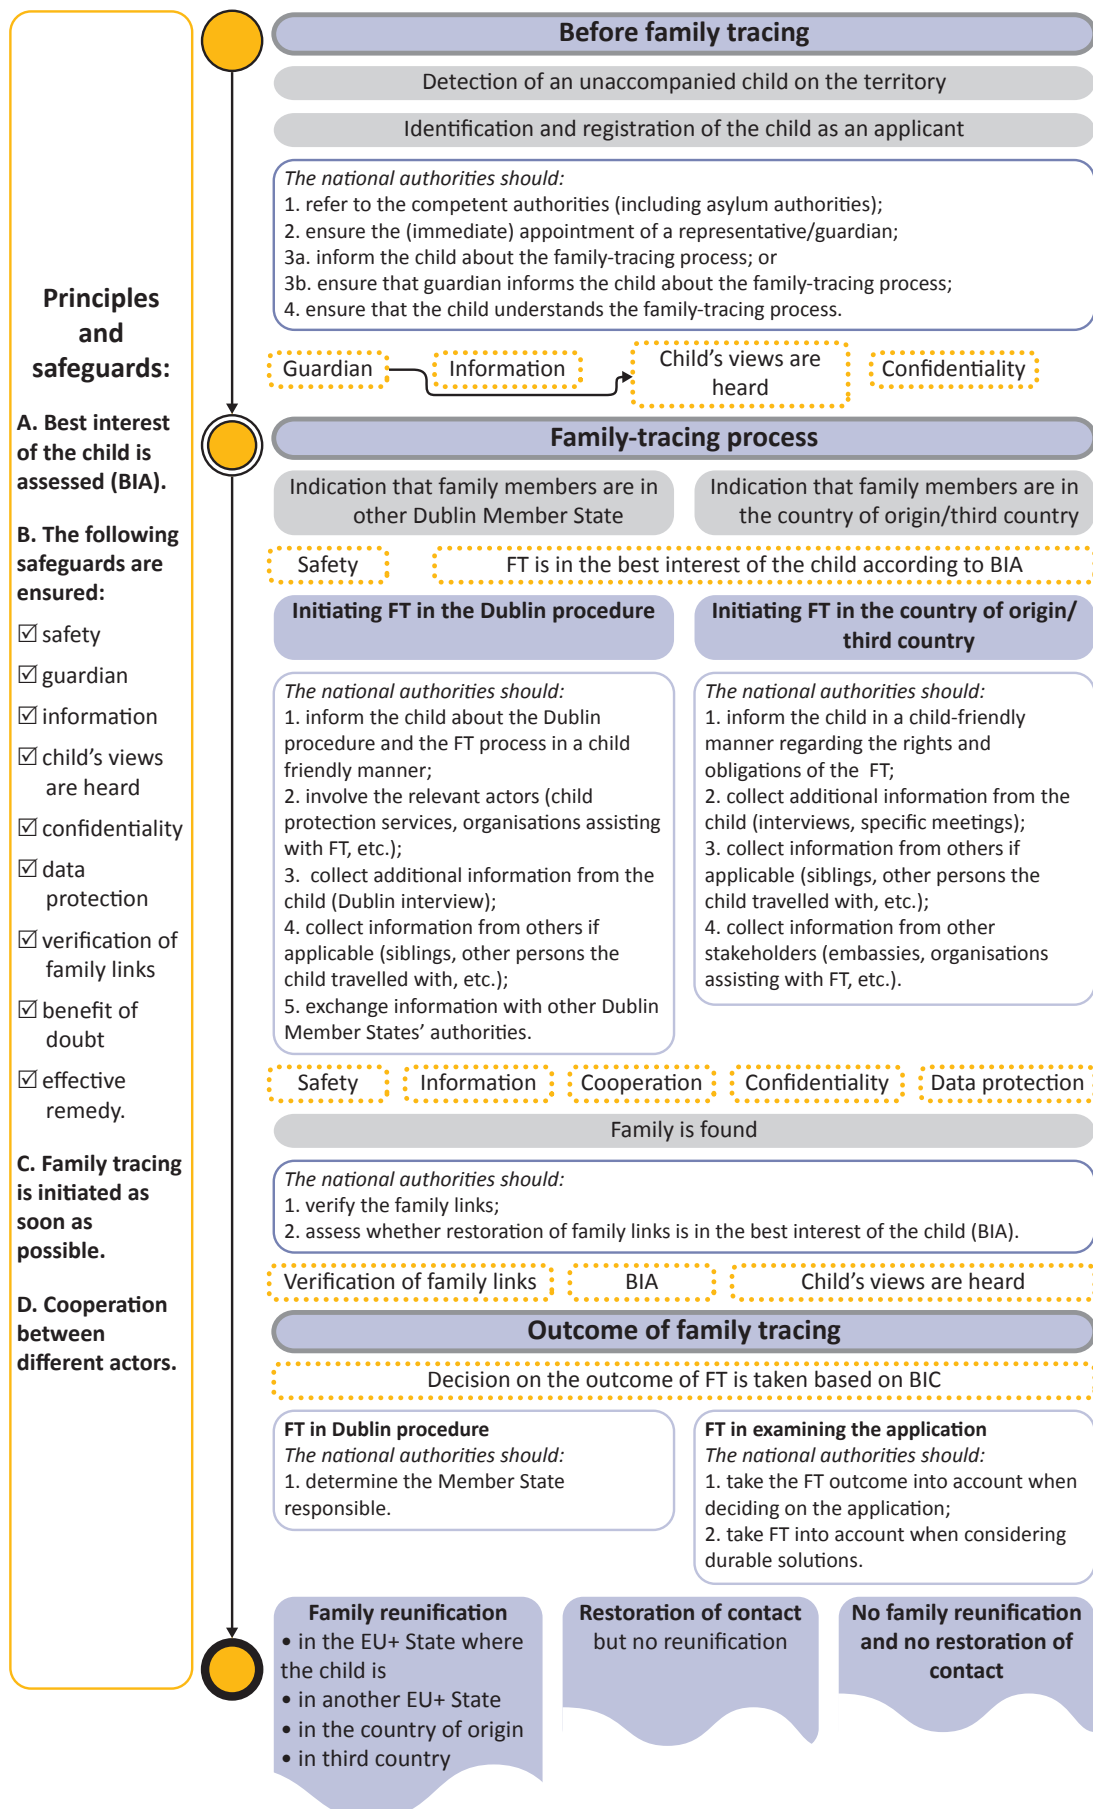 Principles
and
safeguards:
A. Best interest
of the child is
assessed (BIA).
B. The following
safeguards are
ensured:
☑ safety
☑ guardian
☑ information
☑ child's views
are heard
☑ confidentiality
☑ data
protection
☑ verification of
family links
☑ benefit of
doubt
☑ effective
remedy.
C. Family tracing
is initiated as
soon as
possible.
D. Cooperation
between
different actors.
Before family tracing
Detection of an unaccompanied child on the territory
Identification and registration of the child as an applicant
The national authorities should:
1. refer to the competent authorities (including asylum authorities);
2. ensure the (immediate) appointment of a representative/guardian;
3a. inform the child about the family-tracing process; or
3b. ensure that guardian informs the child about the family-tracing process;
4. ensure that the child understands the family-tracing process.
Guardian
Information
Child's views are
heard
Confidentiality
Family-tracing process
Indication that family members are in
other Dublin Member State
Indication that family members are in
the country of origin/third country
Safety
FT is in the best interest of the child according to BIA
Initiating FT in the Dublin procedure
The national authorities should:
1. inform the child about the Dublin
procedure and the FT process in a child
friendly manner;
2. involve the relevant actors (child
protection services, organisations assisting
with FT, etc.);
3. collect additional information from the
child (Dublin interview);
4. collect information from others if
applicable (siblings, other persons the
child travelled with, etc.);
5. exchange information with other Dublin
Member States' authorities.
Initiating FT in the country of origin/
third country
The national authorities should:
1. inform the child in a child-friendly
manner regarding the rights and
obligations of the FT;
2. collect additional information from the
child (interviews, specific meetings);
3. collect information from others if
applicable (siblings, other persons the
child travelled with, etc.);
4. collect information from other
stakeholders (embassies, organisations
assisting with FT, etc.).
Safety
Information
Cooperation
Confidentiality
Data protection
Family is found
The national authorities should:
1. verify the family links;
2. assess whether restoration of family links is in the best interest of the child (BIA).
Verification of family links
BIA
Child's views are heard
Outcome of family tracing
Decision on the outcome of FT is taken based on BIC
FT in Dublin procedure
The national authorities should:
1. determine the Member State
responsible.
FT in examining the application
The national authorities should:
1. take the FT outcome into account when
deciding on the application;
2. take FT into account when considering
durable solutions.
Family reunification
• in the EU+ State where
the child is
• in another EU+ State
• in the country of origin
• in third country
Restoration of contact
but no reunification
No family reunification
and no restoration of
contact